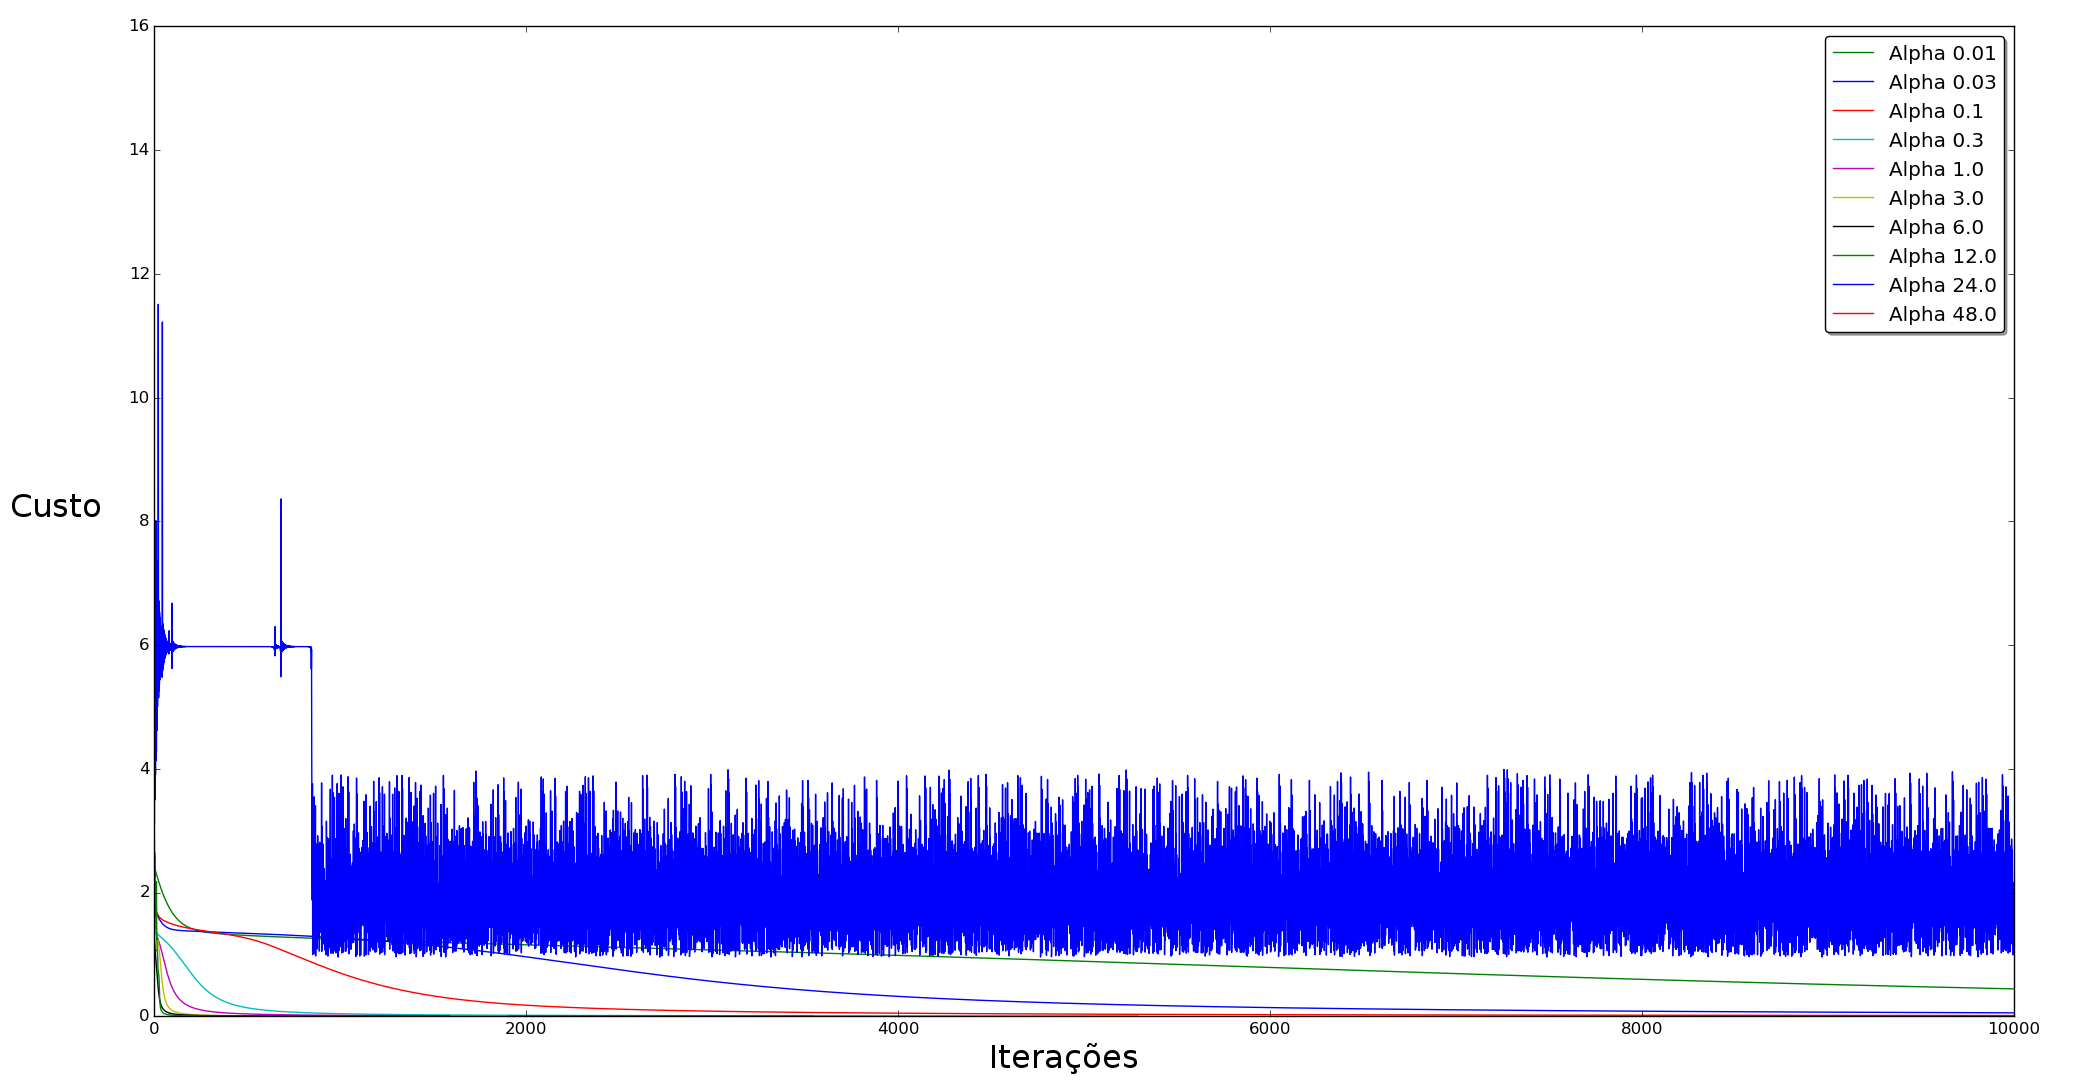 16
14
12
10
8
6
4
2
0
Custo
0 2000 4000 6000 8000 10000
Iterações
Alpha 0.01
Alpha 0.03
Alpha 0.1
Alpha 0.3
Alpha 1.0
Alpha 3.0
Alpha 6.0
Alpha 12.0
Alpha 24.0
Alpha 48.0